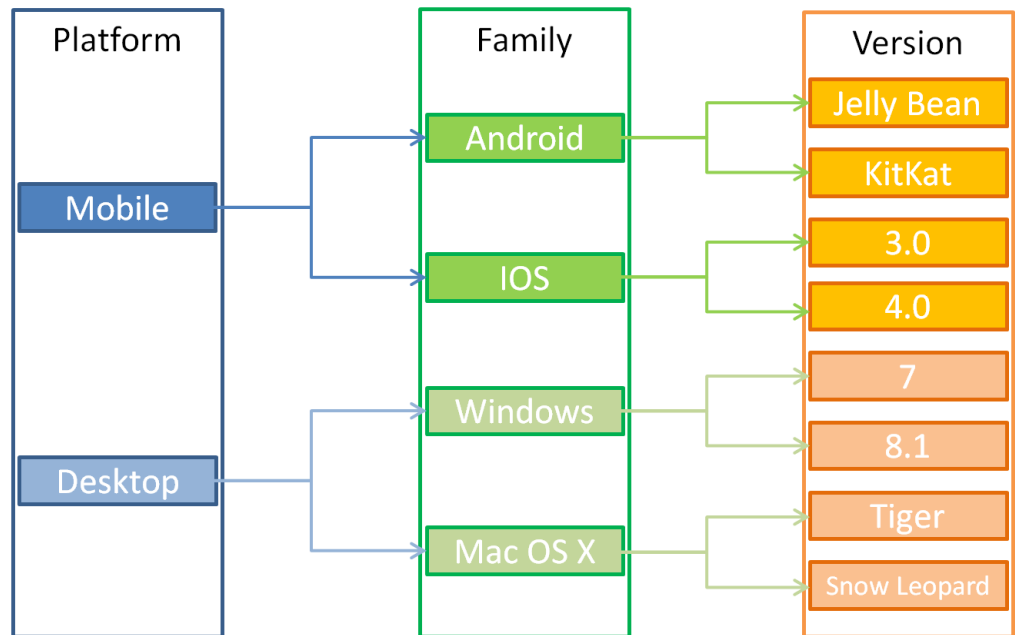 Platform
Mobile
Desktop
Family
Android
IOS
Windows
Mac OS X
Version
Jelly Bean
KitKat
3.0
4.0
7
8.1
Tiger
Snow Leopard